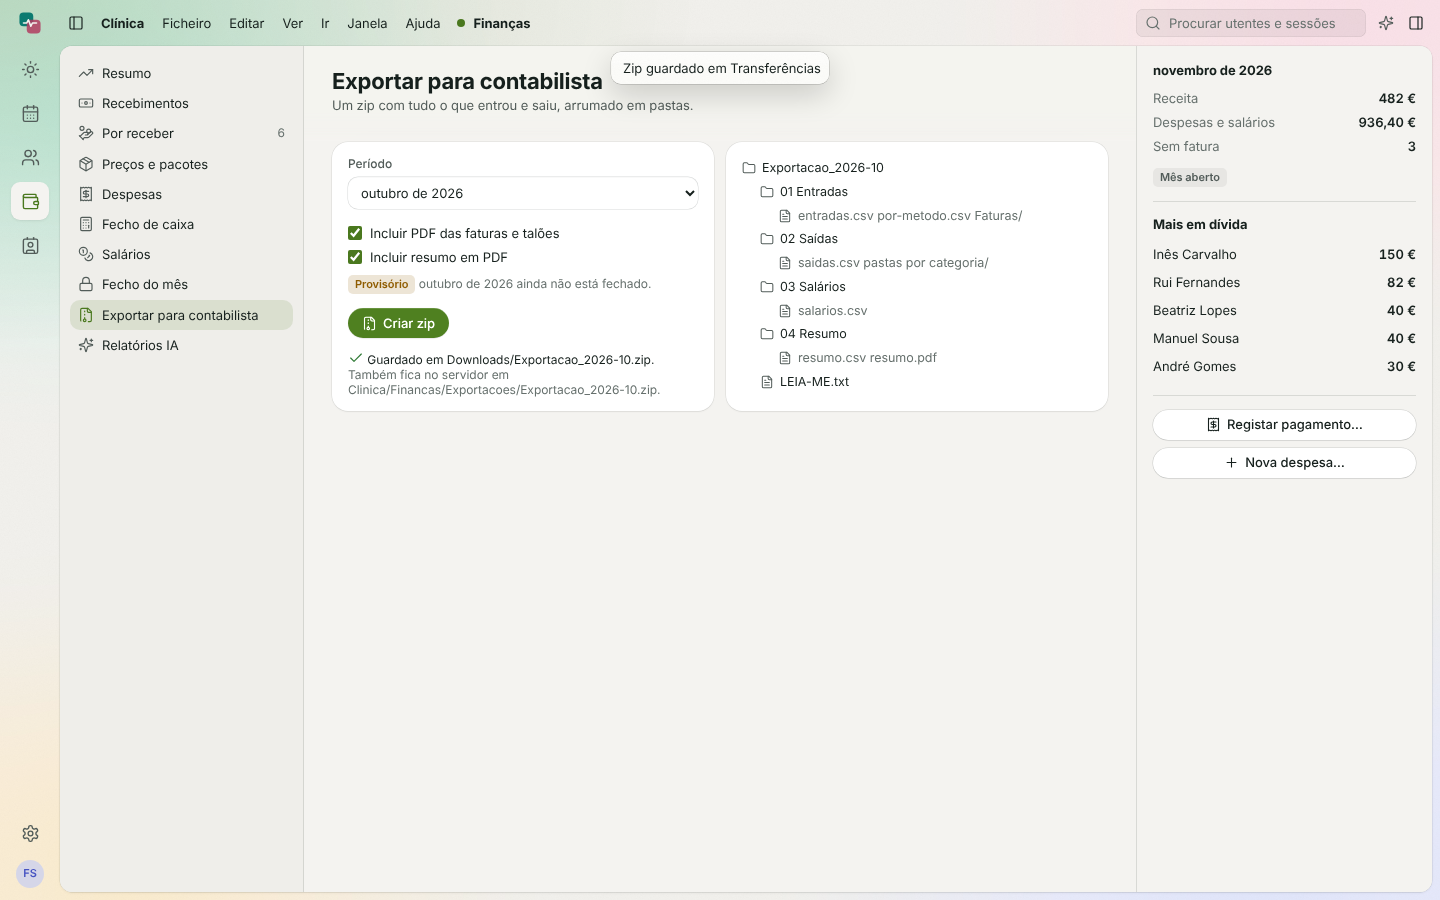 Clínica Ficheiro Editar Ver Ir Janela Ajuda Finanças
Procurar utentes e sessões
Zip guardado em Transferências
Resumo
Recebimentos
Por receber 6
Preços e pacotes
Despesas
Fecho de caixa
Salários
Fecho do mês
Exportar para contabilista
Relatórios IA
FS
Exportar para contabilista
Um zip com tudo o que entrou e saiu, arrumado em pastas.
Período
outubro de 2026
Incluir PDF das faturas e talões
Incluir resumo em PDF
Provisório outubro de 2026 ainda não está fechado.
Criar zip
Guardado em Downloads/Exportacao_2026-10.zip.
Também fica no servidor em
Clinica/Financas/Exportacoes/Exportacao_2026-10.zip.
Exportacao_2026-10
01 Entradas
entradas.csv por-metodo.csv Faturas/
02 Saídas
saidas.csv pastas por categoria/
03 Salários
salarios.csv
04 Resumo
resumo.csv resumo.pdf
LEIA-ME.txt
novembro de 2026
Receita 482 €
Despesas e salários 936,40 €
Sem fatura 3
Mês aberto
Mais em dívida
Inês Carvalho 150 €
Rui Fernandes 82 €
Beatriz Lopes 40 €
Manuel Sousa 40 €
André Gomes 30 €
Registar pagamento...
Nova despesa...